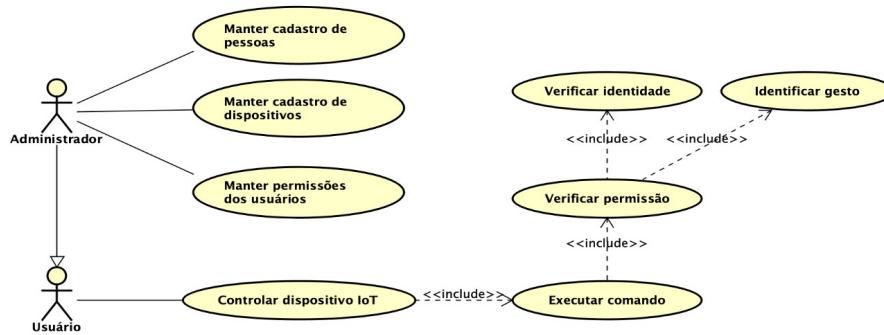 Manter cadastro de
pessoas
Manter cadastro de
dispositivos
Verificar identidade
Identificar gesto
Administrador
<<include>>
<<include>>
Manter permissões
dos usuários
Verificar permissão
<<include>>
Controlar dispositivo IoT
<<include>>
Executar comando
Usuário